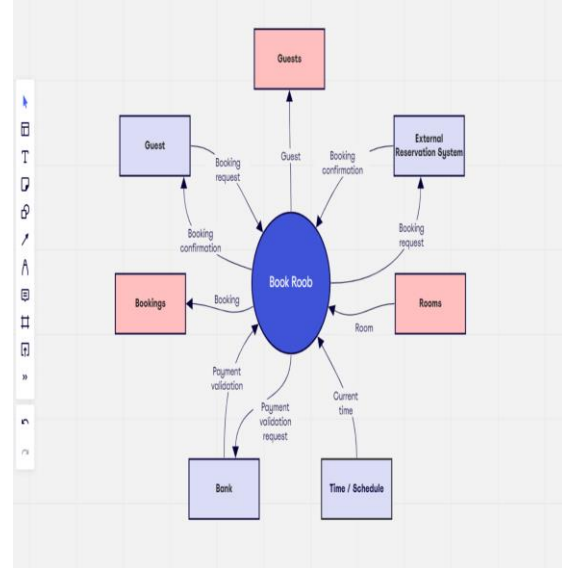 Guests
Guest
External
Reservation System
Booking
request
Guest
Booking
confirmation
Booking
confirmation
Booking
request
Book Roob
Bookings
Booking
Room
Rooms
Payment
validation
Payment
validation
request
Current
time
Bank
Time / Schedule
T